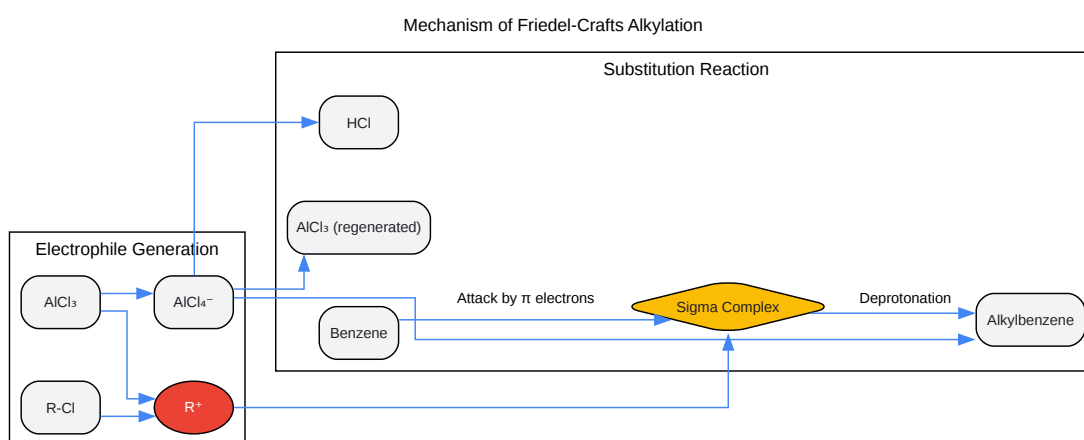 Mechanism of Friedel-Crafts Alkylation
Substitution Reaction
HCl
AlCl₃ (regenerated)
Electrophile Generation
AlCl₃
AlCl₄⁻
Attack by π electrons
Sigma Complex
Deprotonation
Benzene
Alkylbenzene
R-Cl
R⁺